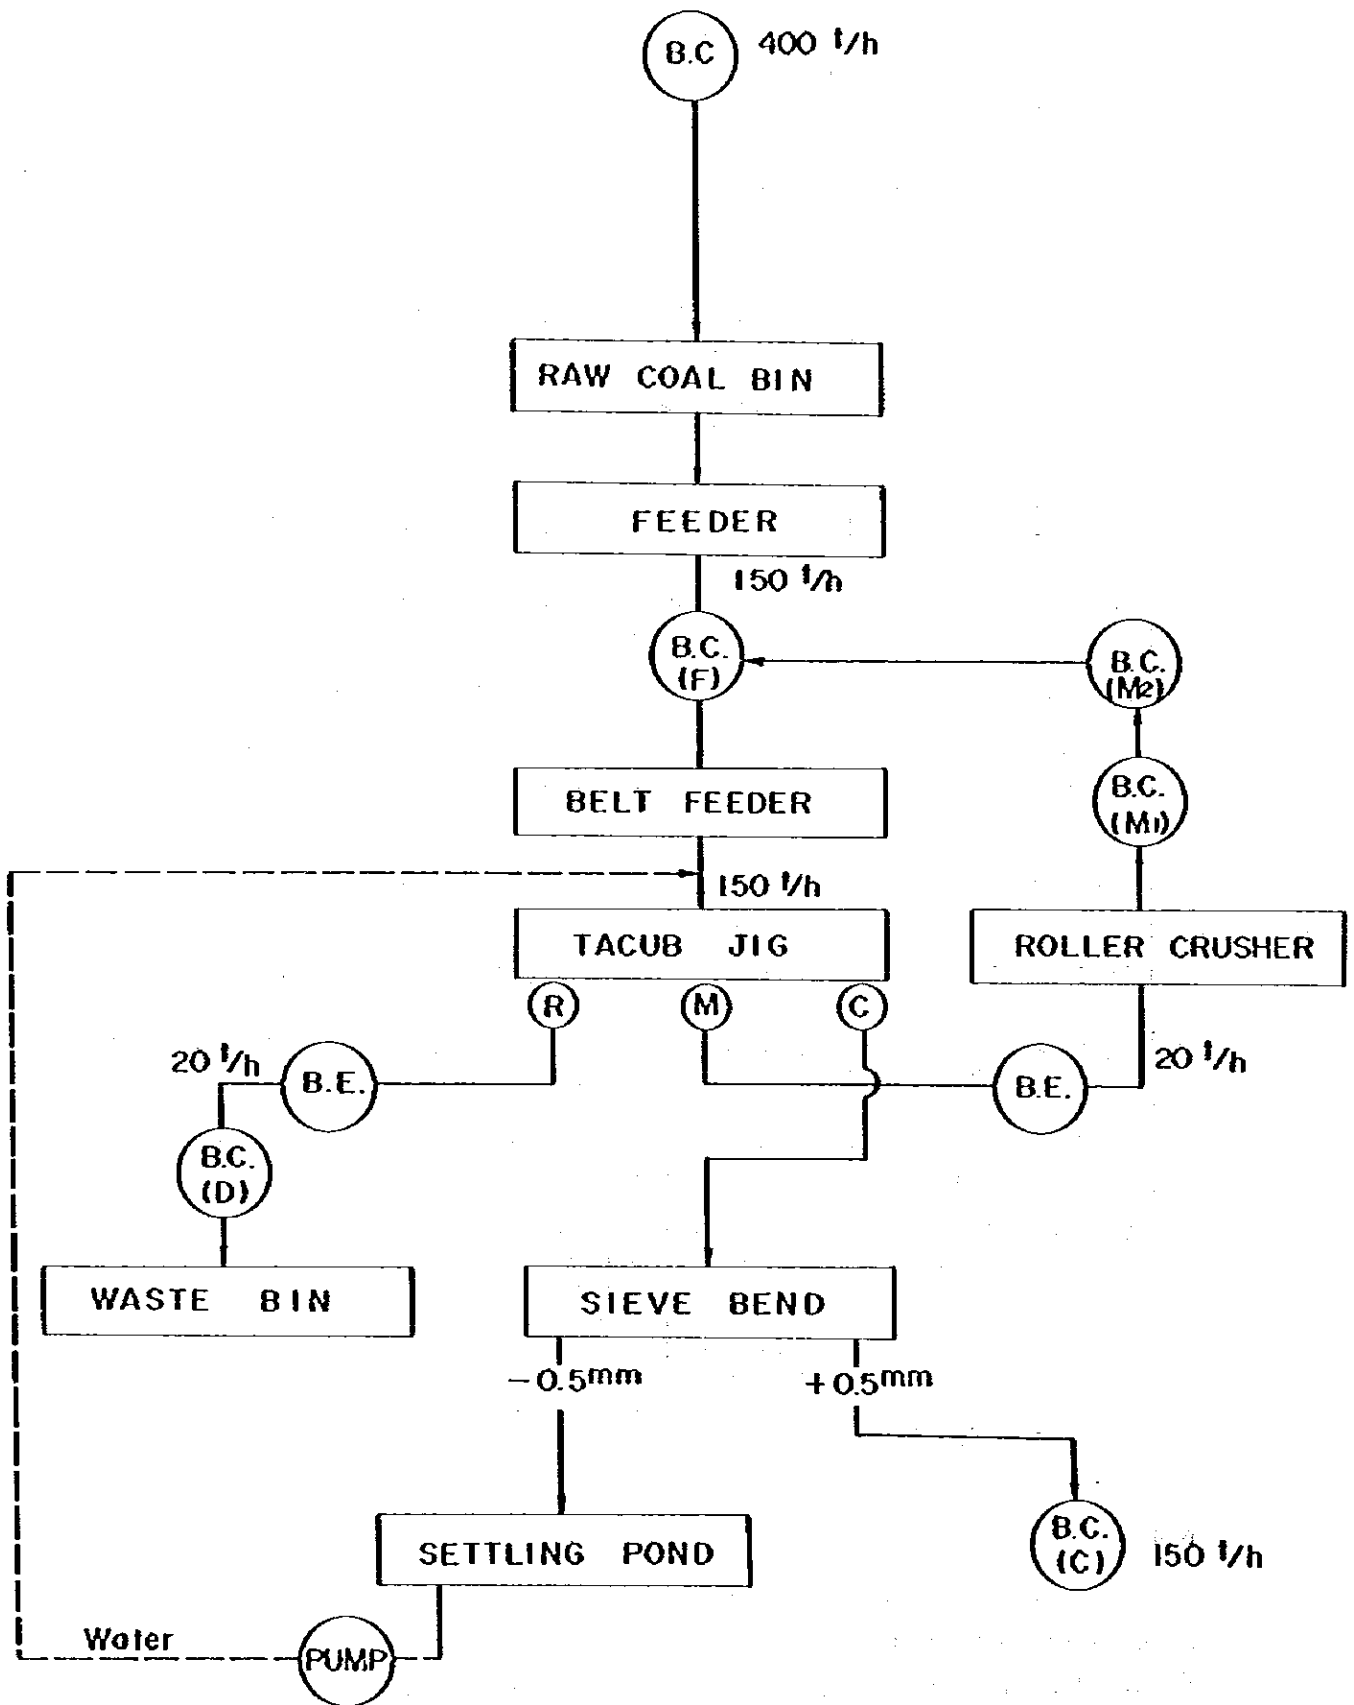 B.C
400 t/h
RAW COAL BIN
FEEDER
150 t/h
B.C.
(F)
B.C.
(M2)
BELT FEEDER
B.C.
(M1)
150 t/h
TACUB JIG
ROLLER CRUSHER
R
M
C
20 t/h
B.E.
B.E.
20 t/h
B.C.
(D)
WASTE BIN
SIEVE BEND
-0.5mm
+0.5mm
SETTLING POND
B.C.
(C)
150 t/h
Water
PUMP